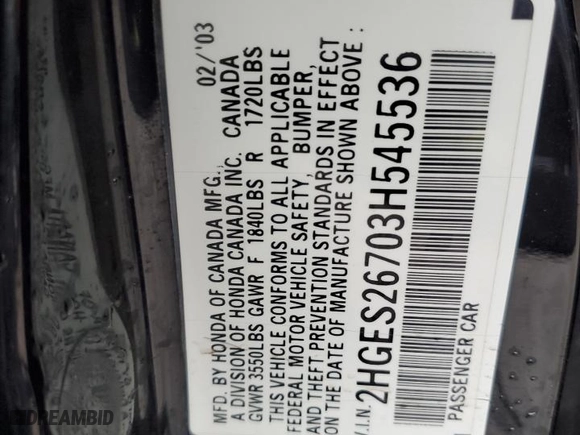 MFD. BY HONDA OF CANADA MFG., 02/'03
A DIVISION OF HONDA CANADA INC. CANADA
GVWR 3550LBS GAWR F 1840LBS R 1720LBS
THIS VEHICLE CONFORMS TO ALL APPLICABLE
FEDERAL MOTOR VEHICLE SAFETY, BUMPER,
AND THEFT PREVENTION STANDARDS IN EFFECT
ON THE DATE OF MANUFACTURE SHOWN ABOVE:
V.I.N. 2HGES26703H545536
PASSENGER CAR
DREAMBID